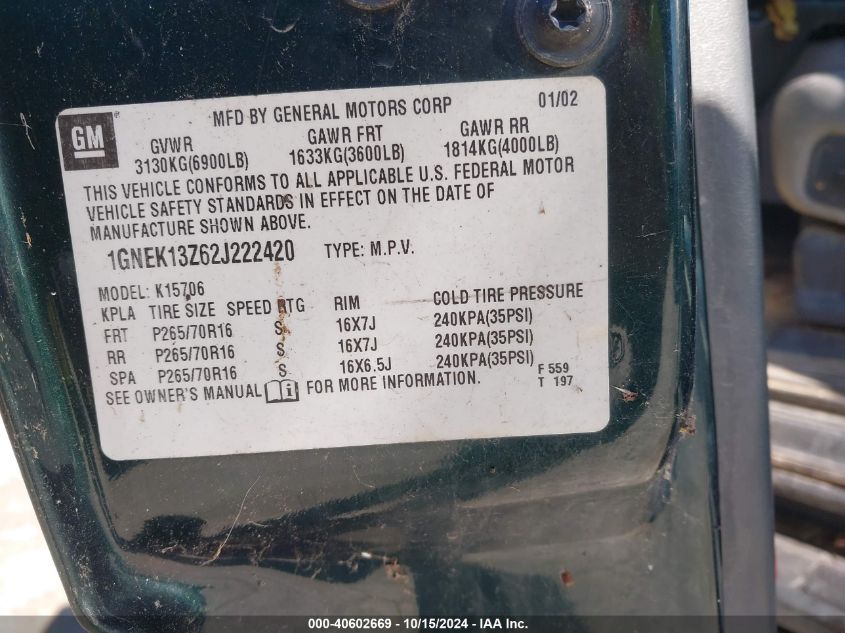 MFD BY GENERAL MOTORS CORP 01/02
GM
GVWR GAWR FRT GAWR RR
3130KG(6900LB) 1633KG(3600LB) 1814KG(4000LB)
THIS VEHICLE CONFORMS TO ALL APPLICABLE U.S. FEDERAL MOTOR
VEHICLE SAFETY STANDARDS IN EFFECT ON THE DATE OF
MANUFACTURE SHOWN ABOVE.
1GNEK13Z62J222420 TYPE: M.P.V.
MODEL: K15706
KPLA TIRE SIZE SPEED RTG RIM COLD TIRE PRESSURE
FRT P265/70R16 S 16X7J 240KPA(35PSI)
RR P265/70R16 S 16X7J 240KPA(35PSI)
SPA P265/70R16 S 16X6.5J 240KPA(35PSI)
SEE OWNER'S MANUAL FOR MORE INFORMATION.
F 559
T 197
000-40602669 - 10/15/2024 - IAA Inc.